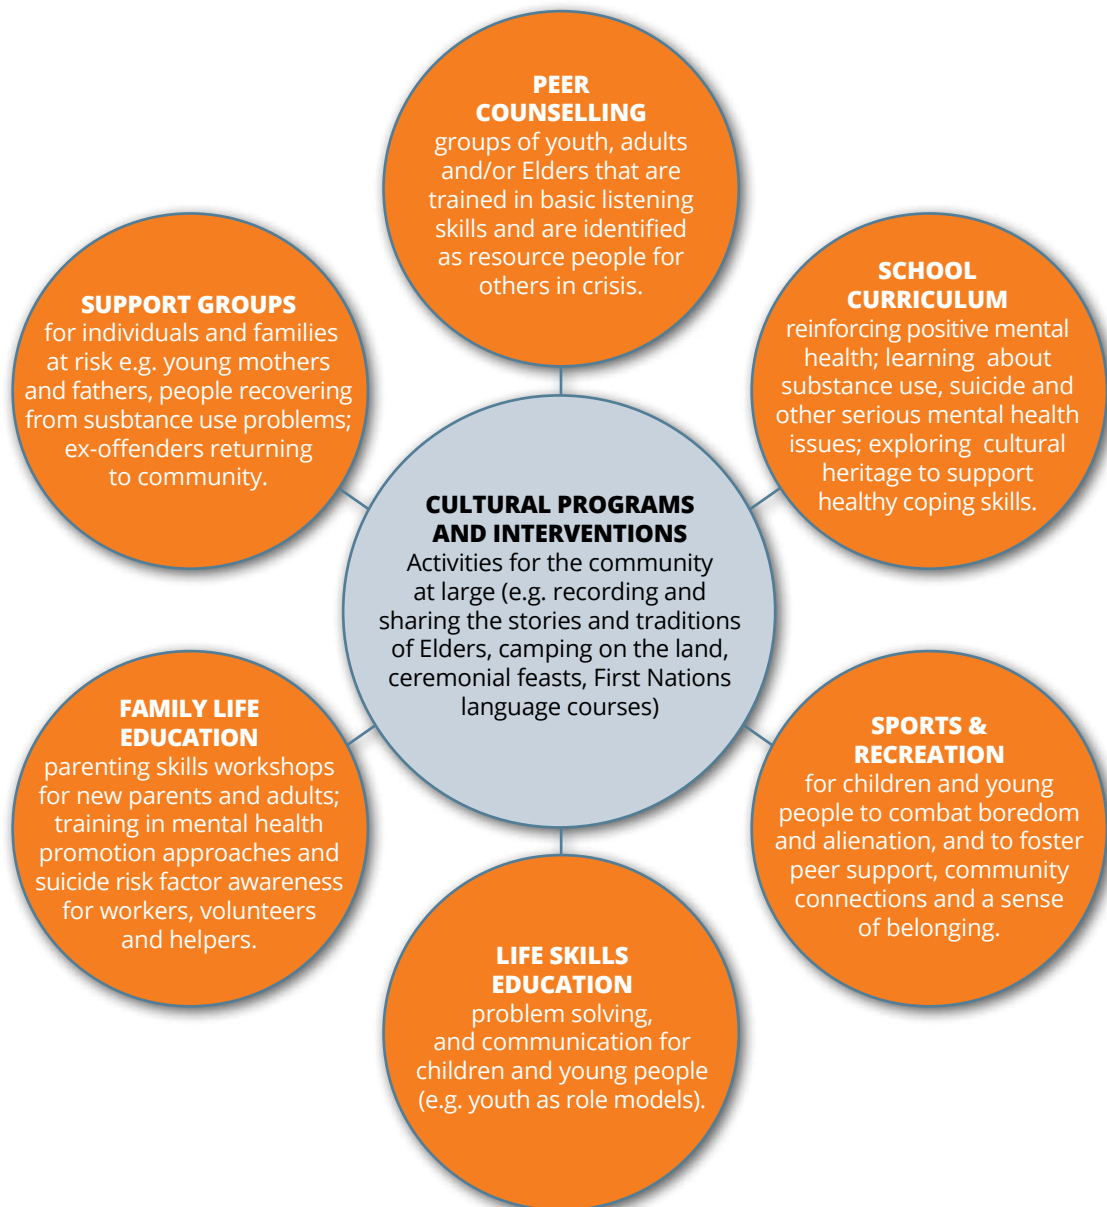 PEER
COUNSELLING
groups of youth, adults
and/or Elders that are
trained in basic listening
skills and are identified
as resource people for
others in crisis.
SCHOOL
CURRICULUM
reinforcing positive mental
health; learning about
substance use, suicide and
other serious mental health
issues; exploring cultural
heritage to support
healthy coping skills.
SPORTS &
RECREATION
for children and young
people to combat boredom
and alienation, and to foster
peer support, community
connections and a sense
of belonging.
LIFE SKILLS
EDUCATION
problem solving,
and communication for
children and young people
(e.g. youth as role models).
FAMILY LIFE
EDUCATION
parenting skills workshops
for new parents and adults;
training in mental health
promotion approaches and
suicide risk factor awareness
for workers, volunteers
and helpers.
SUPPORT GROUPS
for individuals and families
at risk e.g. young mothers
and fathers, people recovering
from susbtance use problems;
ex-offenders returning
to community.
CULTURAL PROGRAMS
AND INTERVENTIONS
Activities for the community
at large (e.g. recording and
sharing the stories and traditions
of Elders, camping on the land,
ceremonial feasts, First Nations
language courses)